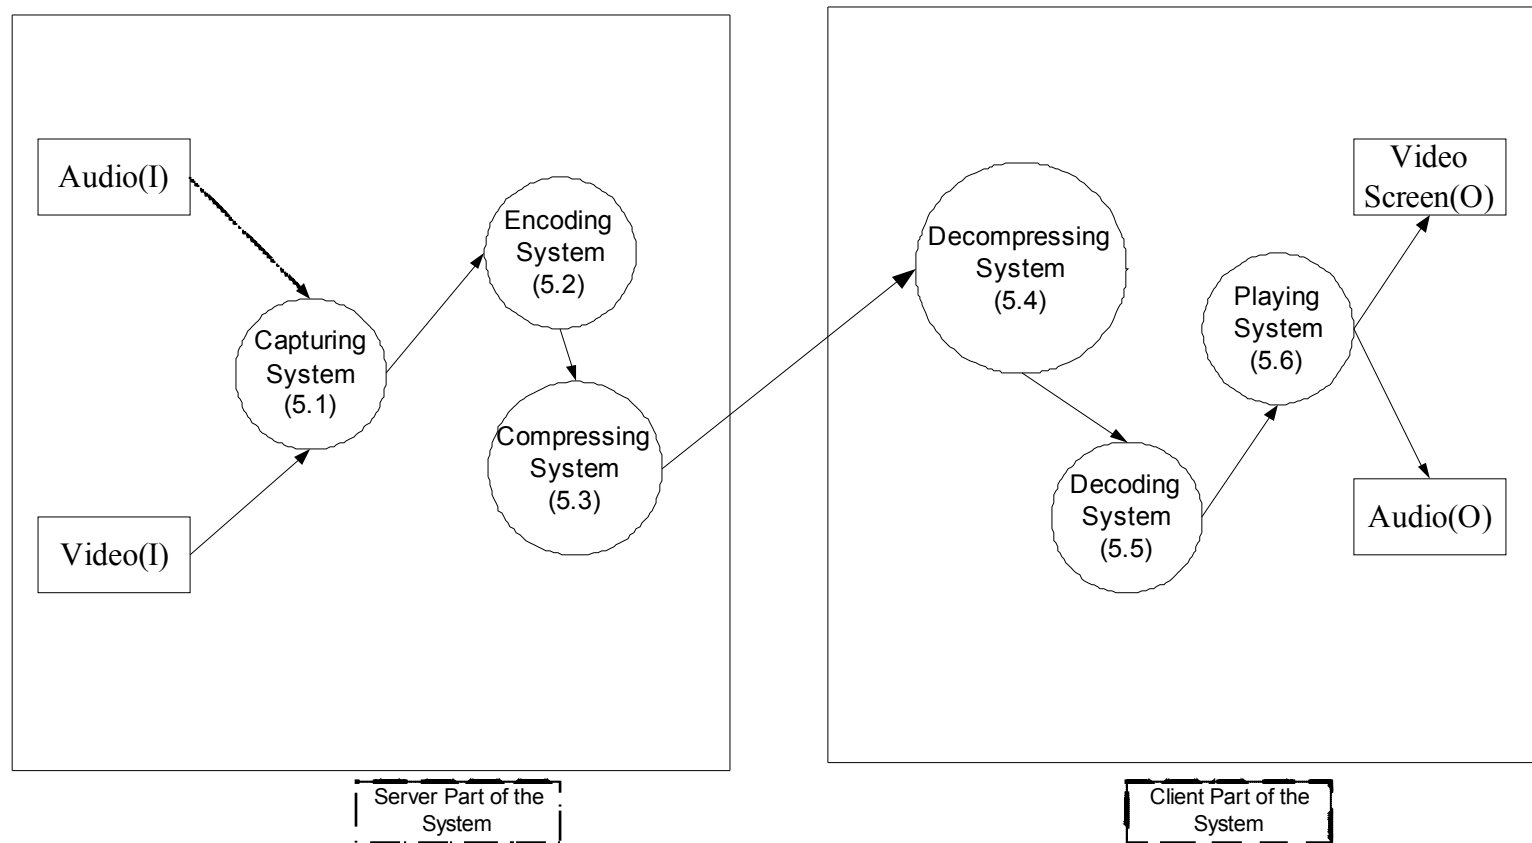 Audio(I)
Capturing
System
(5.1)
Video(I)
Encoding
System
(5.2)
Compressing
System
(5.3)
Server Part of the
System
Decompressing
System
(5.4)
Decoding
System
(5.5)
Playing
System
(5.6)
Video
Screen(O)
Audio(O)
Client Part of the
System